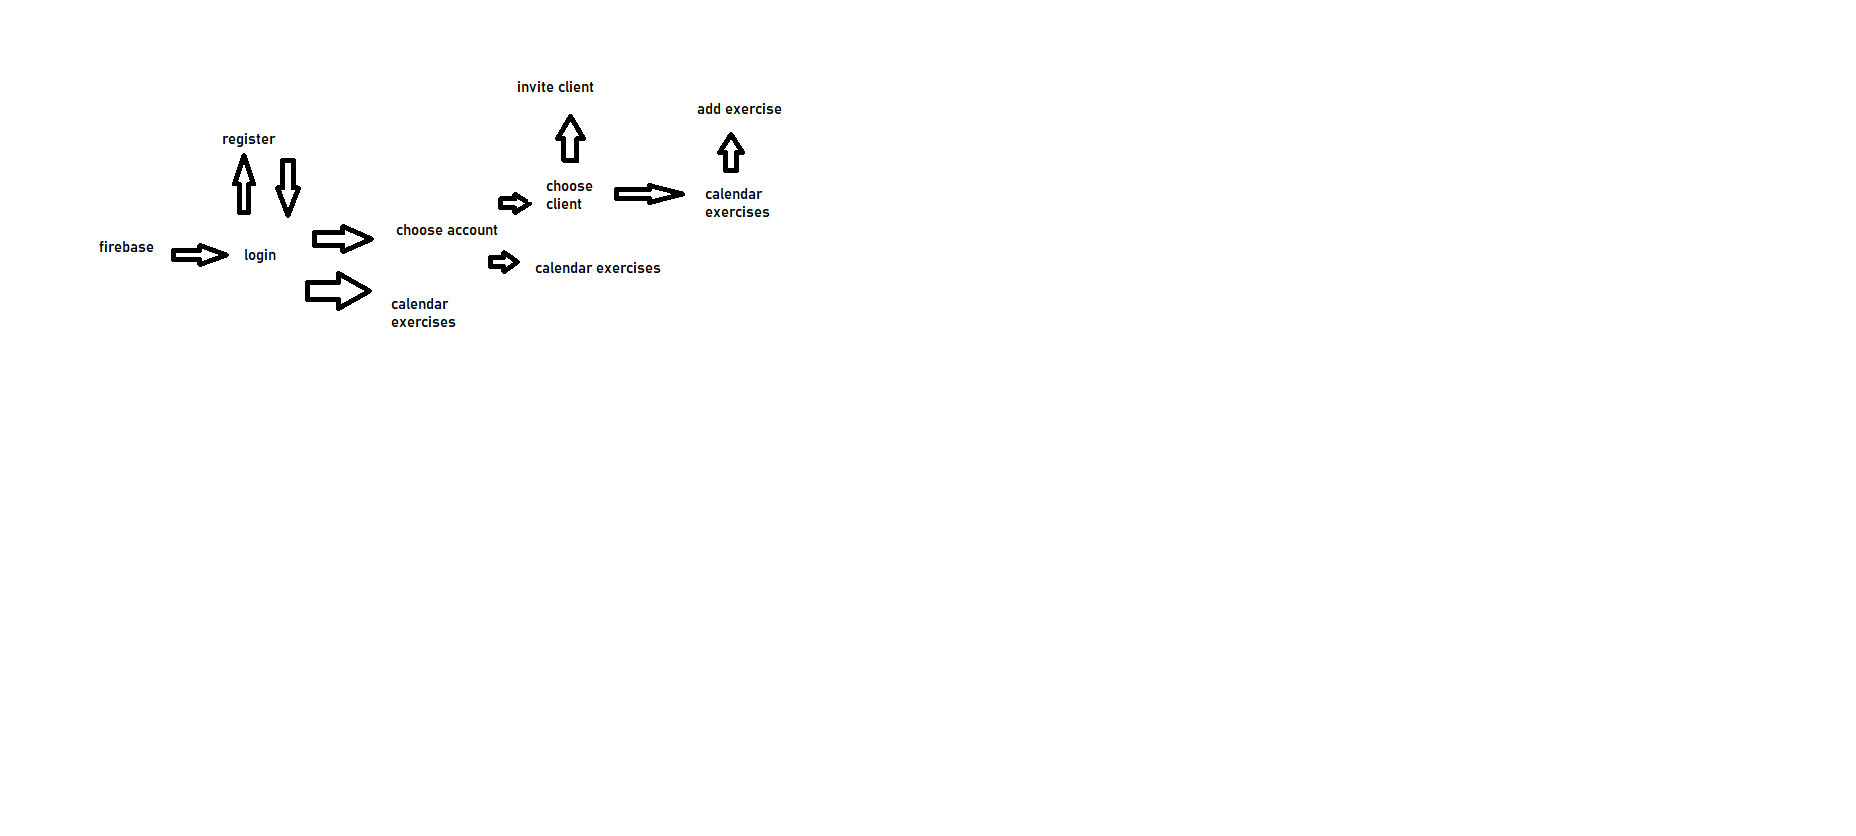 invite client
add exercise
register
choose
client
calendar
exercises
choose account
firebase
login
calendar exercises
calendar
exercises